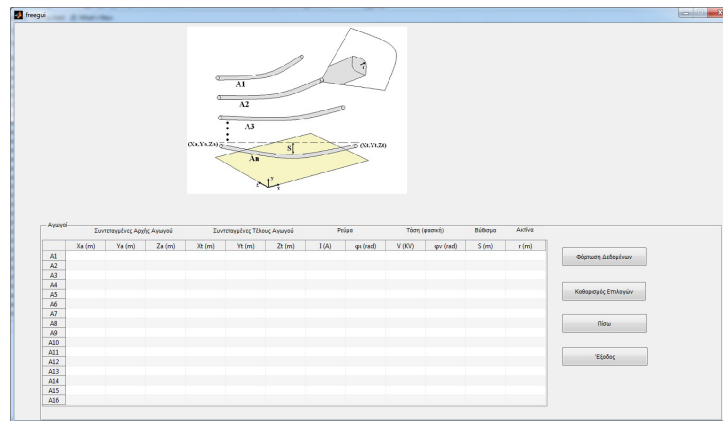 freegui
A1
A2
A3
(Xa,Ya,Za)
S
(Xt,Yt,Zt)
An
Y
Z
X
Αγωγοί
Συντεταγμένες Αρχής Αγωγού Συντεταγμένες Τέλους Αγωγού Ρεύμα Τάση (φασική) Βύθισμα Ακτίνα
Xa (m) Ya (m) Za (m) Xt (m) Yt (m) Zt (m) I (A) φι (rad) V (KV) φv (rad) S (m) r (m)
A1
A2
A3
A4
A5
A6
A7
A8
A9
A10
A11
A12
A13
A14
A15
A16
Φόρτωση Δεδομένων
Καθαρισμός Επιλογών
Πίσω
Έξοδος